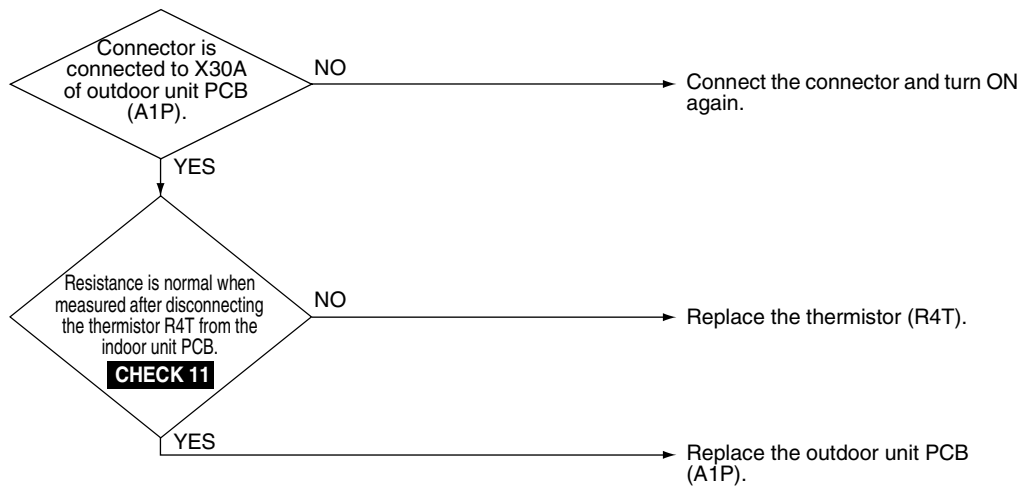 Connector is
connected to X30A
of outdoor unit PCB
(A1P).
NO
Connect the connector and turn ON
again.
YES
Resistance is normal when
measured after disconnecting
the thermistor R4T from the
indoor unit PCB.
CHECK 11
NO
Replace the thermistor (R4T).
YES
Replace the outdoor unit PCB
(A1P).